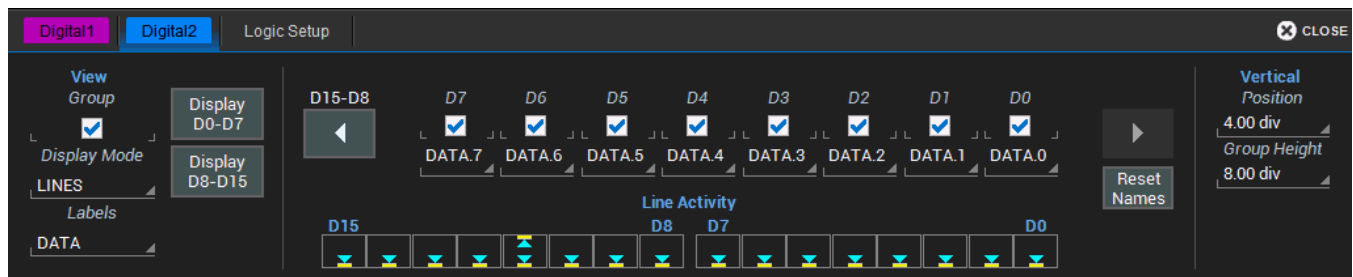 Digital1 Digital2 Logic Setup CLOSE
View
Group
Display Mode
LINES
Labels
DATA
Display
D0-D7
Display
D8-D15
D15-D8 D7 D6 D5 D4 D3 D2 D1 D0
DATA.7 DATA.6 DATA.5 DATA.4 DATA.3 DATA.2 DATA.1 DATA.0
Line Activity
D15 D8 D7 D0
Reset
Names
Vertical
Position
4.00 div
Group Height
8.00 div